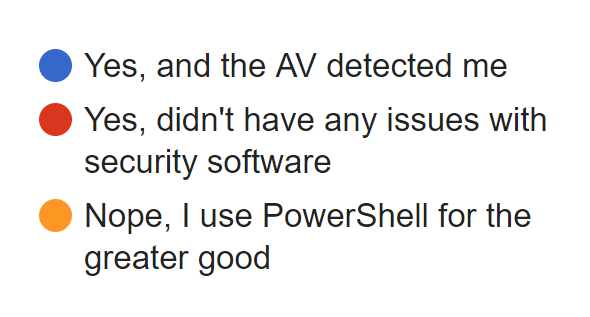 Yes, and the AV detected me
Yes, didn't have any issues with
security software
Nope, I use PowerShell for the
greater good